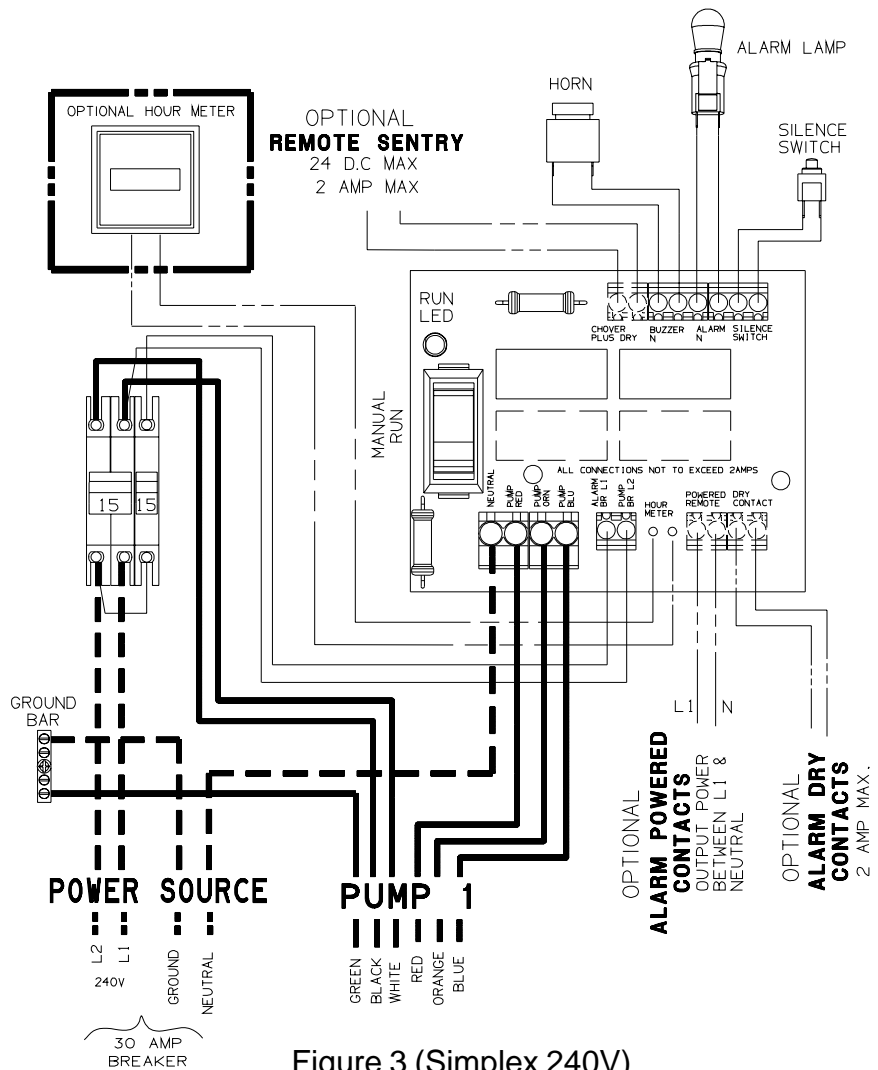 ALARM LAMP
HORN
OPTIONAL HOUR METER
OPTIONAL
REMOTE SENTRY
24 D.C MAX
2 AMP MAX
SILENCE
SWITCH
RUN
LED
CHOVER
PLUS DRY
BUZZER
N
ALARM
N
SILENCE
SWITCH
MANUAL
RUN
ALL CONNECTIONS NOT TO EXCEED 2AMPS
NEUTRAL
PUMP
RED
PUMP
ORN
PUMP
BLU
ALARM
BR L1
PUMP
BR L2
HOUR
METER
POWERED
REMOTE
DRY
CONTACT
15
15
GROUND
BAR
L1
N
OPTIONAL
ALARM POWERED
CONTACTS
OUTPUT POWER
BETWEEN L1 &
NEUTRAL
OPTIONAL
ALARM DRY
CONTACTS
2 AMP MAX.
POWER SOURCE
PUMP 1
L2
L1
240V
GROUND
NEUTRAL
GREEN
BLACK
WHITE
RED
ORANGE
BLUE
30 AMP
BREAKER
Figure 3 (Simplex 240V)